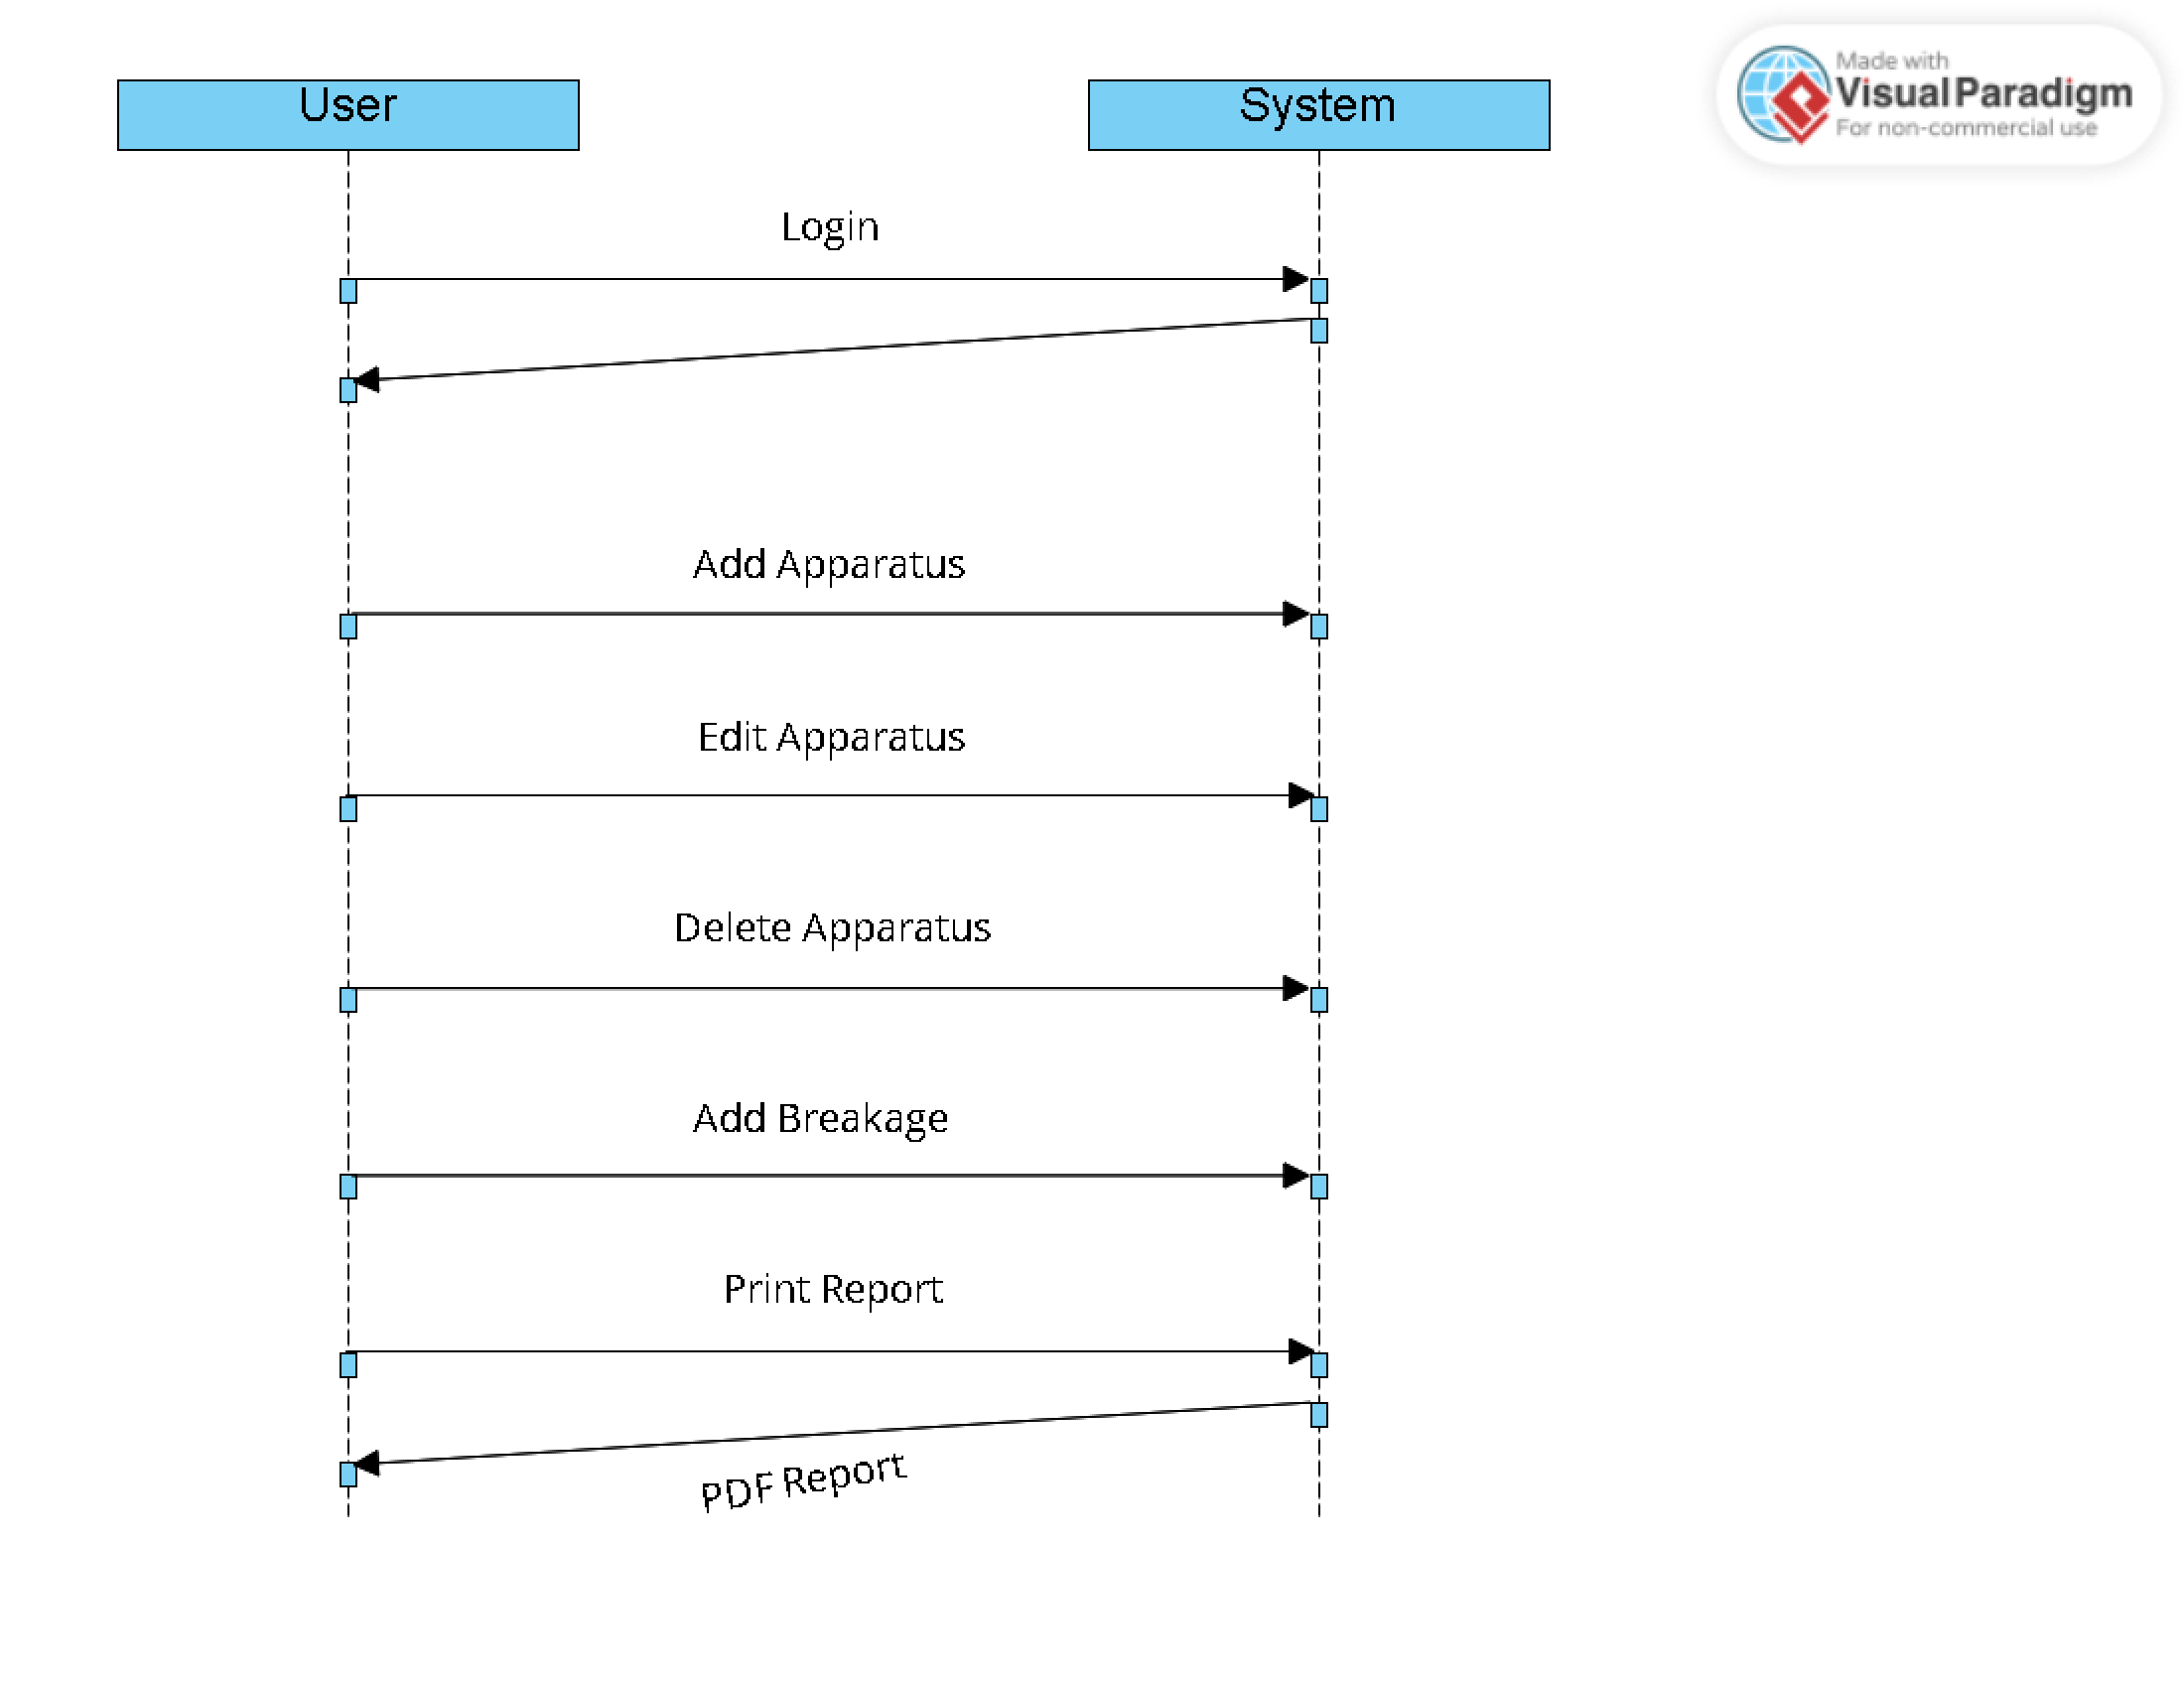 User
System
Made with
Visual Paradigm
For non-commercial use
Login
Add Apparatus
Edit Apparatus
Delete Apparatus
Add Breakage
Print Report
PDF Report